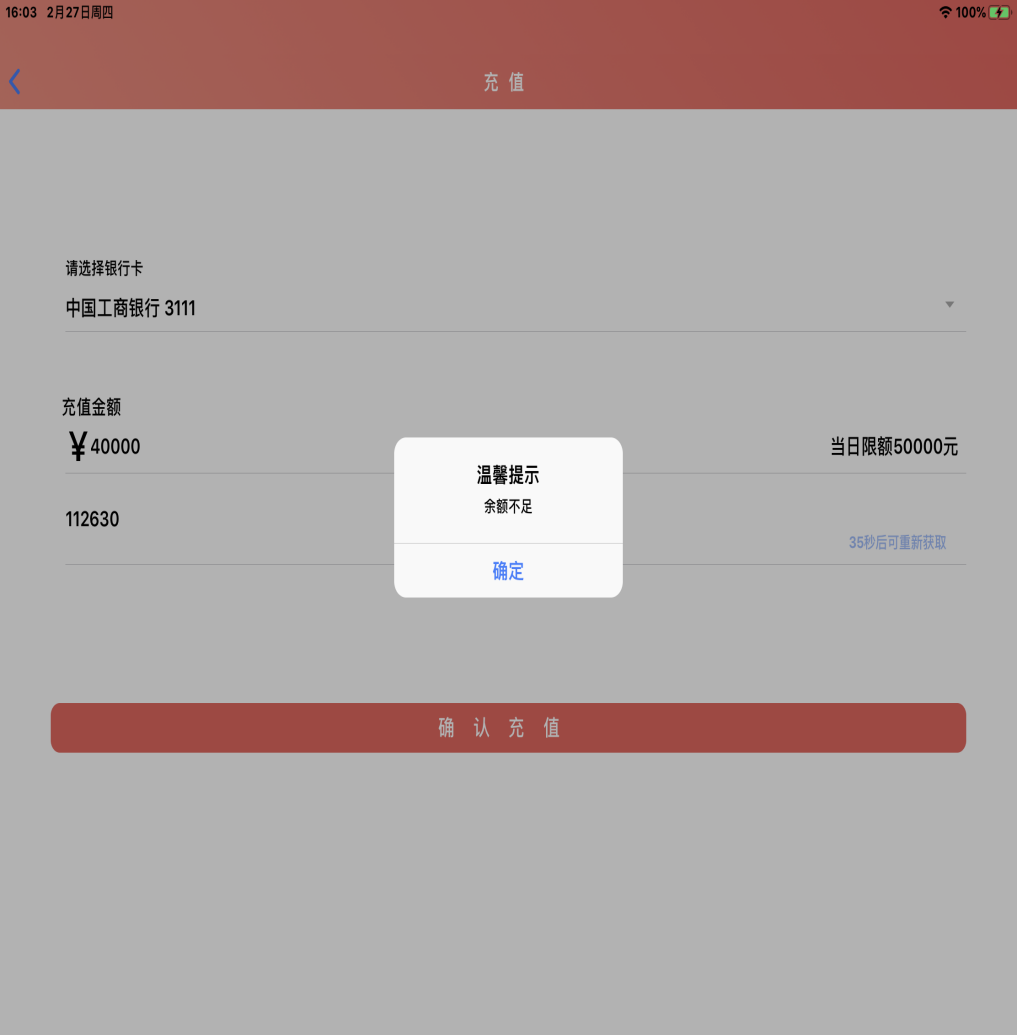 16:03 2月27日周四 100%
充值
请选择银行卡
中国工商银行 3111
充值金额
¥40000 当日限额50000元
温馨提示
余额不足
112630
35秒后可重新获取
确定
确认充值